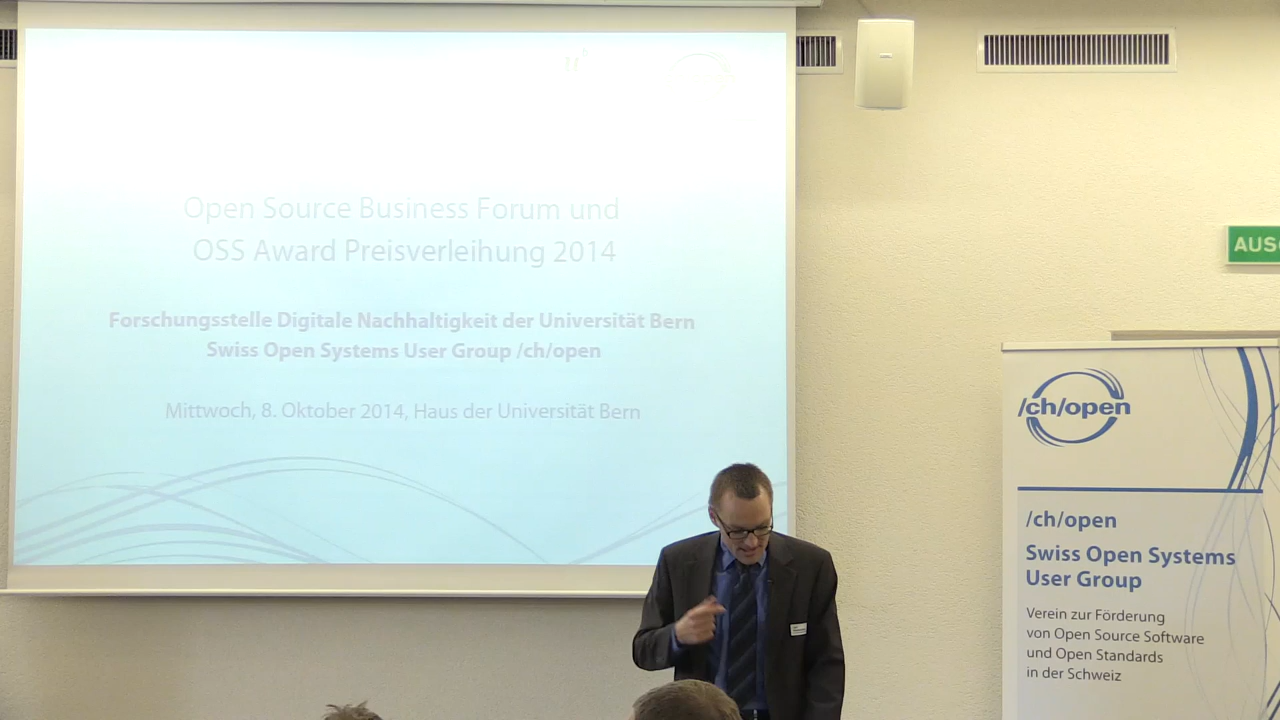 Open Source Business Forum und
OSS Award Preisverleihung 2014
Forschungsstelle Digitale Nachhaltigkeit der Universität Bern
Swiss Open Systems User Group /ch/open
Mittwoch, 8. Oktober 2014, Haus der Universität Bern
AUSG
/ch/open
/ch/open
Swiss Open Systems
User Group
Verein zur Förderung
von Open Source Software
und Open Standards
in der Schweiz